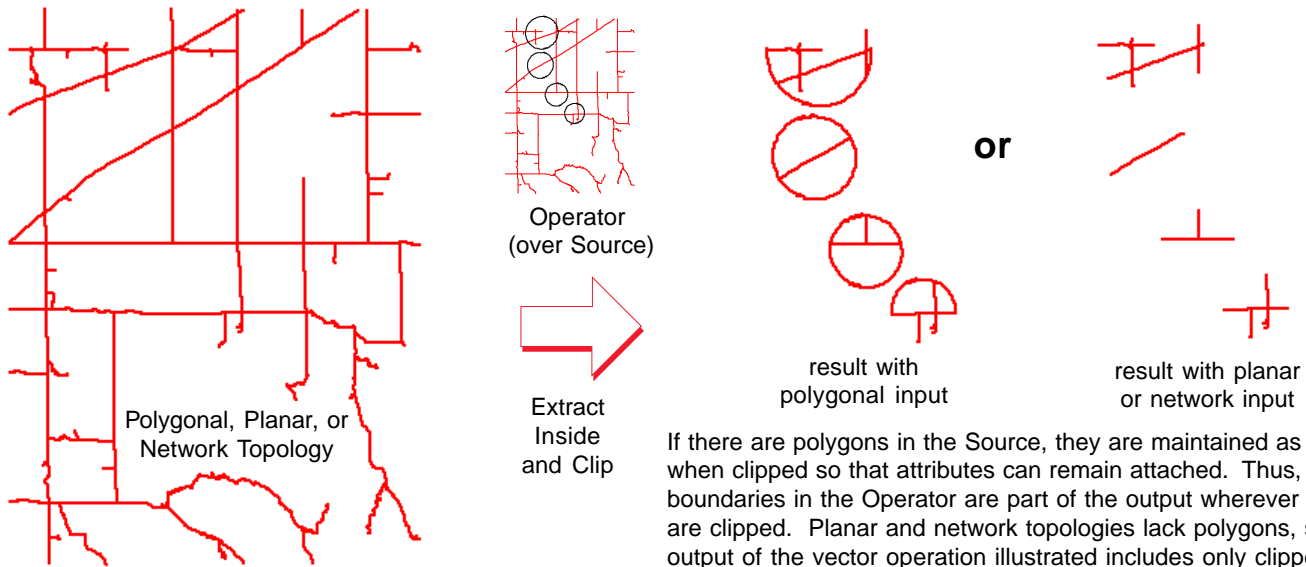 Polygonal, Planar, or
Network Topology
Operator
(over Source)
Extract
Inside
and Clip
or
result with
polygonal input
result with planar
or network input
If there are polygons in the Source, they are maintained as
when clipped so that attributes can remain attached. Thus,
boundaries in the Operator are part of the output wherever
are clipped. Planar and network topologies lack polygons,
output of the vector operation illustrated includes only